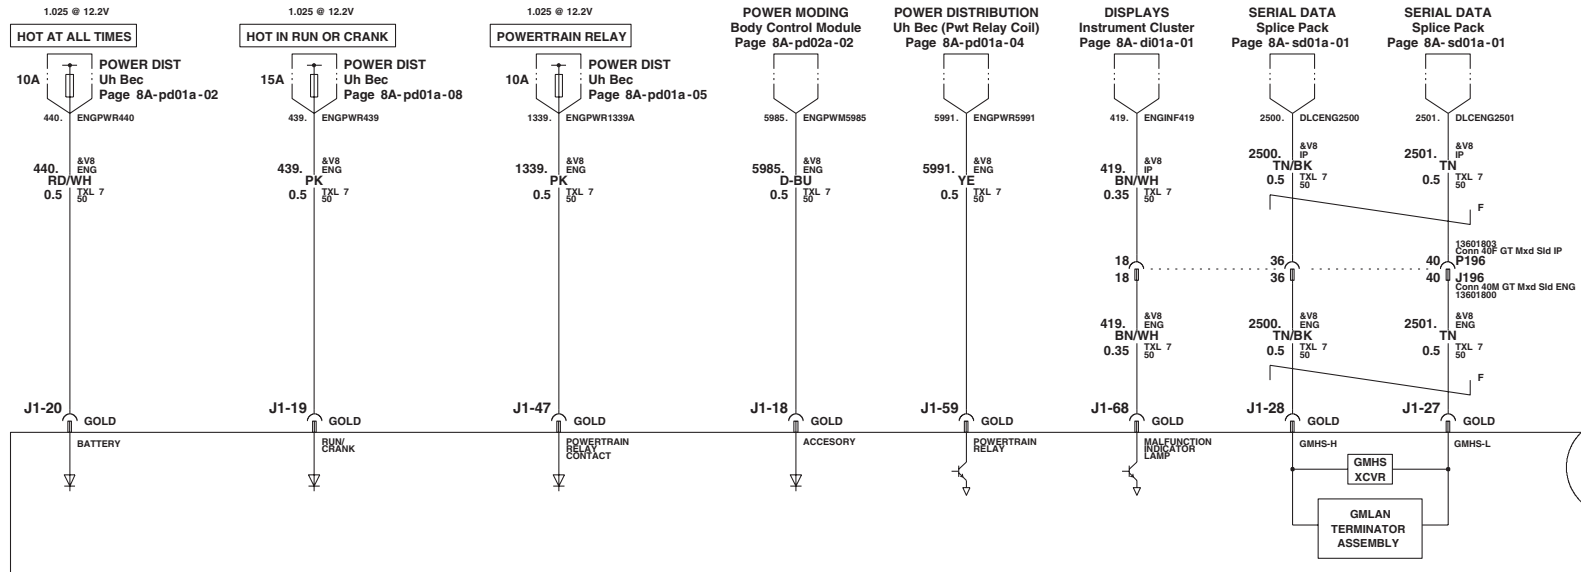 1.025 @ 12.2V
HOT AT ALL TIMES
10A
POWER DIST
Uh Bec
Page 8A-pd01a-02
440. ENGPWR440
440. &V8 ENG
RD/WH
0.5 TXL 7
50
J1-20 GOLD
BATTERY
1.025 @ 12.2V
HOT IN RUN OR CRANK
15A
POWER DIST
Uh Bec
Page 8A-pd01a-08
439. ENGPWR439
439. &V8 ENG
PK
0.5 TXL 7
50
J1-19 GOLD
RUN/
CRANK
1.025 @ 12.2V
POWERTRAIN RELAY
10A
POWER DIST
Uh Bec
Page 8A-pd01a-05
1339. ENGPWR1339A
1339. &V8 ENG
PK
0.5 TXL 7
50
J1-47 GOLD
POWERTRAIN
RELAY
CONTACT
POWER MODING
Body Control Module
Page 8A-pd02a-02
5985. ENGPWM5985
5985. &V8 ENG
D-BU
0.5 TXL 7
50
J1-18 GOLD
ACCESORY
POWER DISTRIBUTION
Uh Bec (Pwt Relay Coil)
Page 8A-pd01a-04
5991. ENGPWR5991
5991. &V8 ENG
YE
0.5 TXL 7
50
J1-59 GOLD
POWERTRAIN
RELAY
DISPLAYS
Instrument Cluster
Page 8A-di01a-01
419. ENGINF419
419. &V8 IP
BN/WH
0.35 TXL 7
50
18
18
419. &V8 ENG
BN/WH
0.35 TXL 7
50
J1-68 GOLD
MALFUNCTION
INDICATOR
LAMP
SERIAL DATA
Splice Pack
Page 8A-sd01a-01
2500. DLCENG2500
2500. &V8 IP
TN/BK
0.5 TXL 7
50
36
36
2500. &V8 ENG
TN/BK
0.5 TXL 7
50
J1-28 GOLD
GMHS-H
SERIAL DATA
Splice Pack
Page 8A-sd01a-01
2501. DLCENG2501
2501. &V8 IP
TN
0.5 TXL 7
50
F
13601803
Conn 40F GT Mxd Sld IP
40 P196
40 J196
Conn 40M GT Mxd Sld ENG
13601800
2501. &V8 ENG
TN
0.5 TXL 7
50
F
J1-27 GOLD
GMHS-L
GMHS
XCVR
GMLAN
TERMINATOR
ASSEMBLY